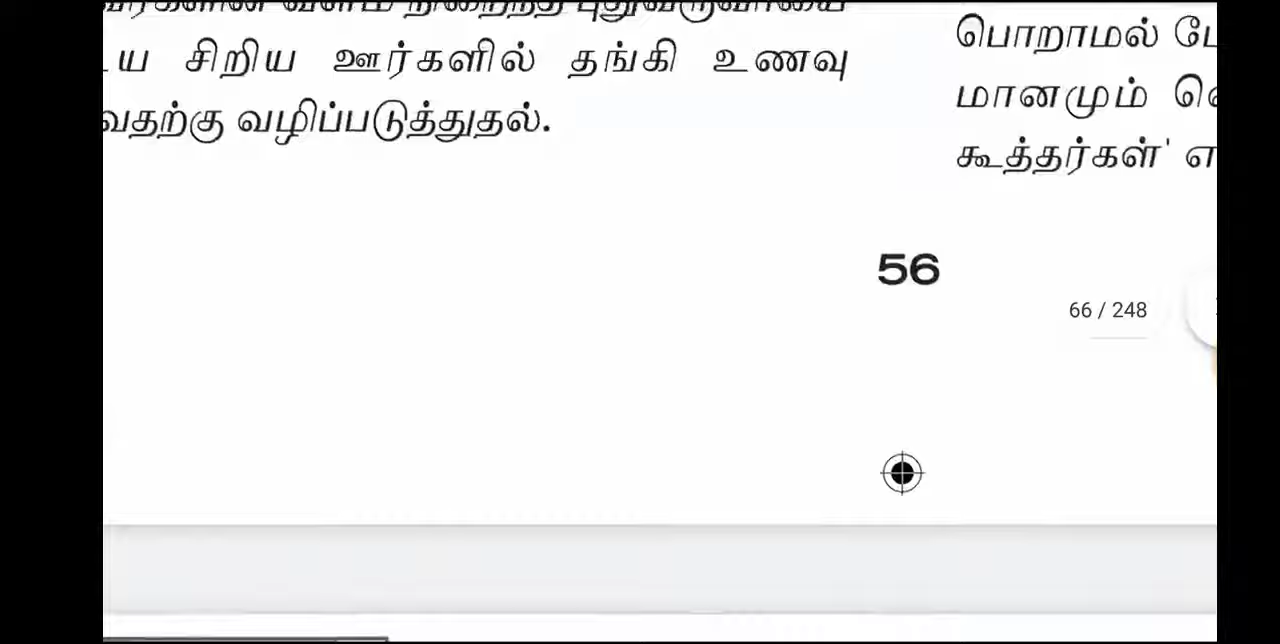 ய சிறிய ஊர்களில் தங்கி உணவு
வதற்கு வழிப்படுத்துதல்.
பொறாமல்
மானமும்
கூத்தர்கள்' எ
56
66 / 248